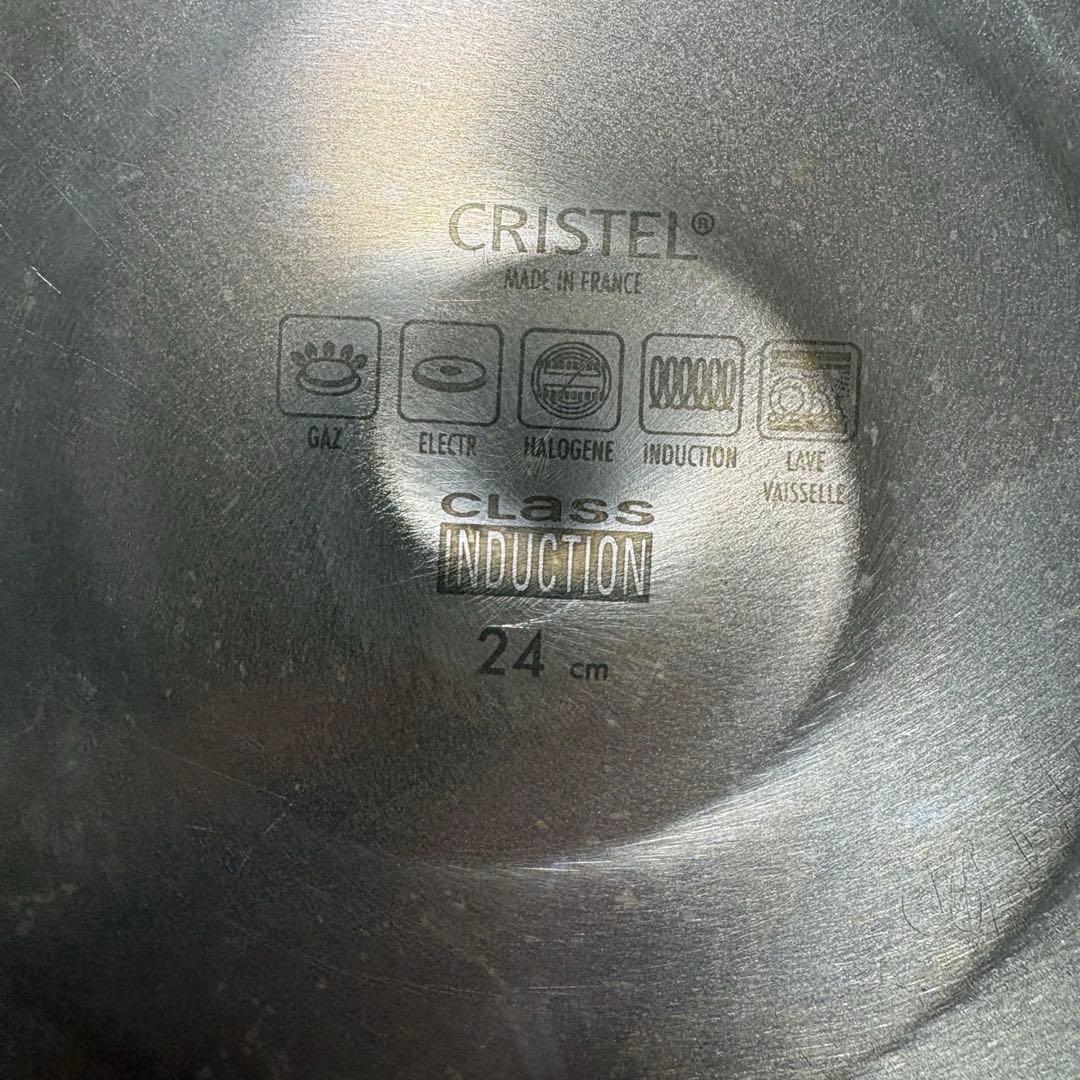 CRISTEL®
MADE IN FRANCE
GAZ ELECTR HALOGENE INDUCTION LAVE VAISSELLE
CLass
INDUCTION
24 cm